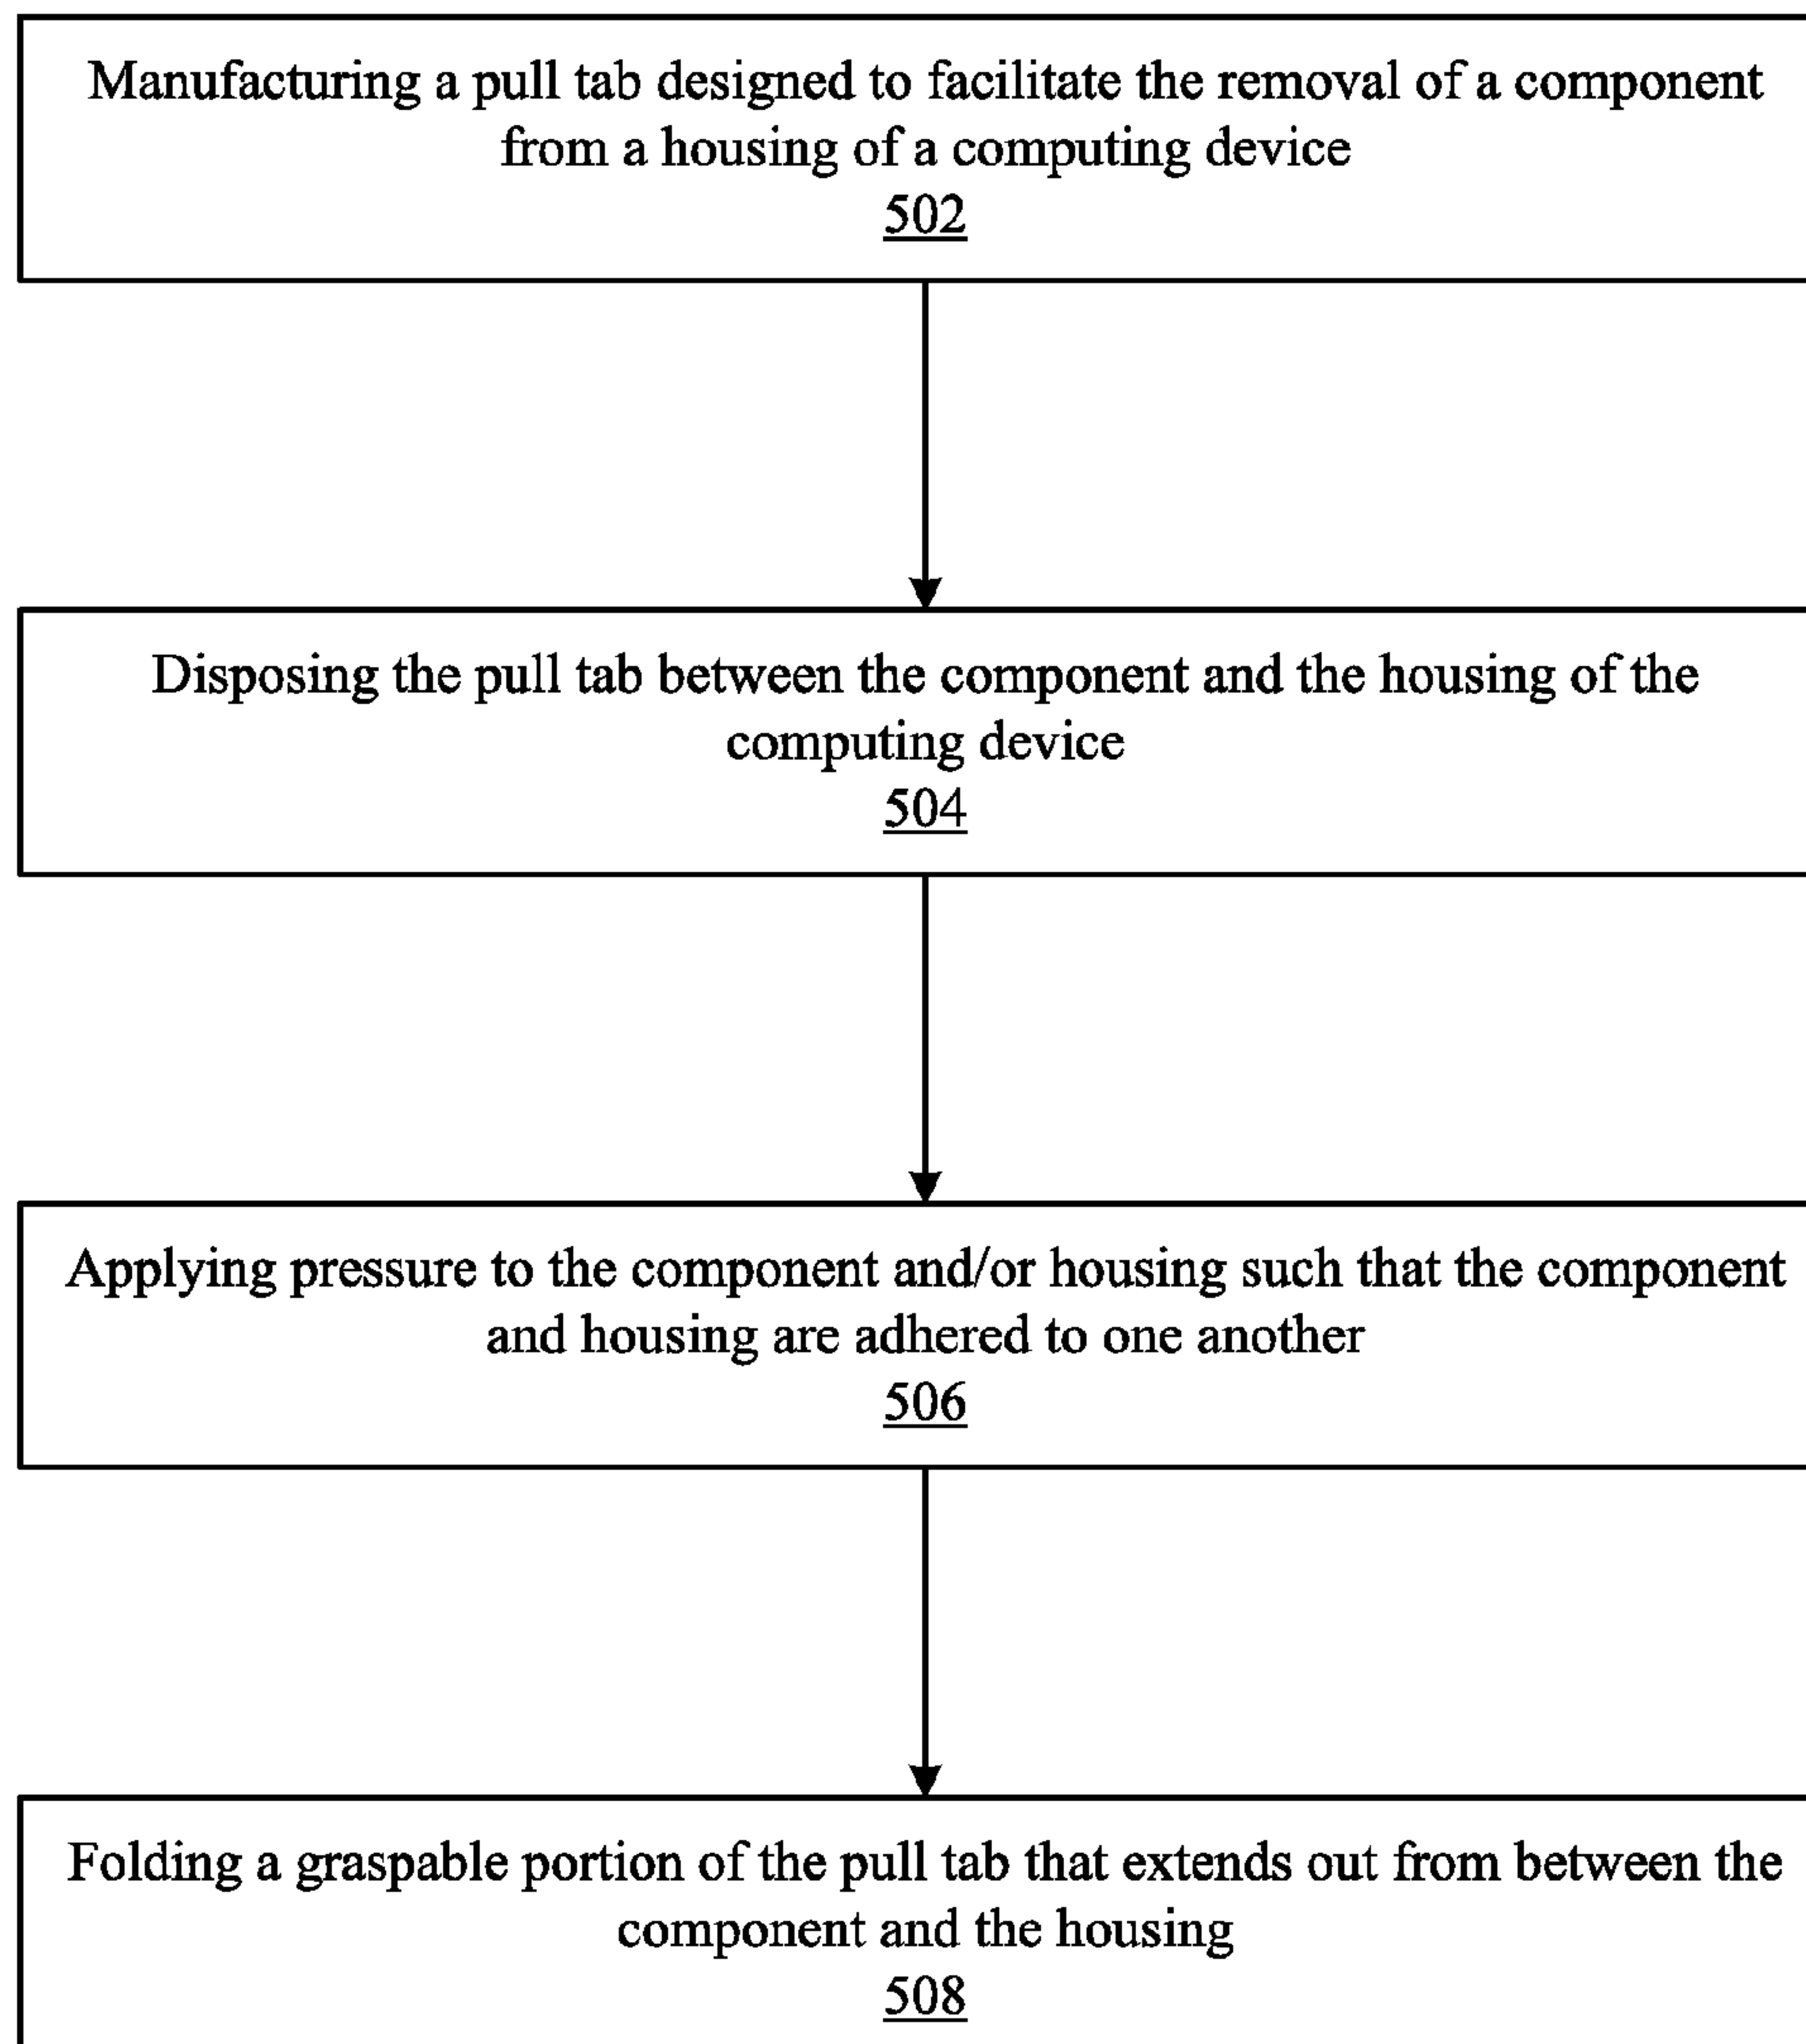 Manufacturing a pull tab designed to facilitate the removal of a component
from a housing of a computing device
502
Disposing the pull tab between the component and the housing of the
computing device
504
Applying pressure to the component and/or housing such that the component
and housing are adhered to one another
506
Folding a graspable portion of the pull tab that extends out from between the
component and the housing
508